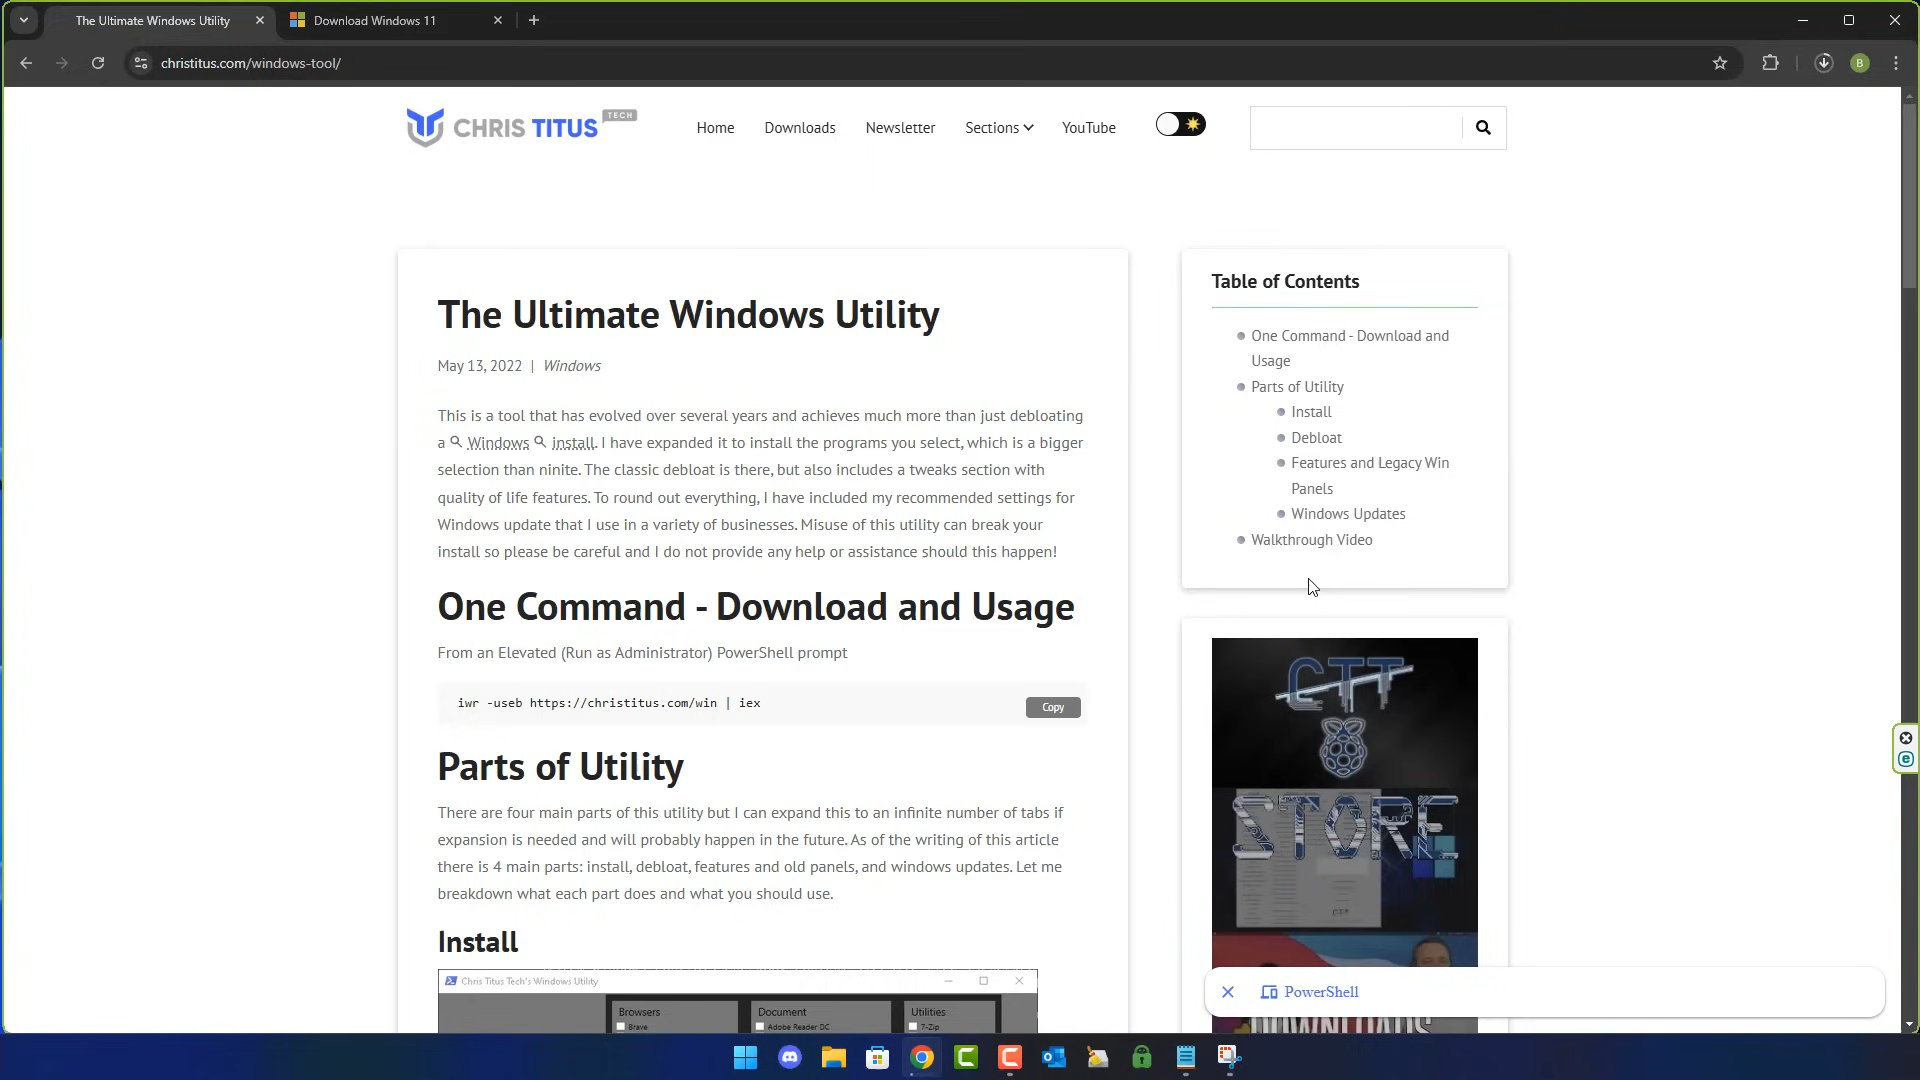 The Ultimate Windows Utility
Download Windows 11
christitus.com/windows-tool/
B
CHRIS TITUS TECH
Home
Downloads
Newsletter
Sections
YouTube
The Ultimate Windows Utility
May 13, 2022 | Windows
This is a tool that has evolved over several years and achieves much more than just debloating
a Windows install. I have expanded it to install the programs you select, which is a bigger
selection than ninite. The classic debloat is there, but also includes a tweaks section with
quality of life features. To round out everything, I have included my recommended settings for
Windows update that I use in a variety of businesses. Misuse of this utility can break your
install so please be careful and I do not provide any help or assistance should this happen!
One Command - Download and Usage
From an Elevated (Run as Administrator) PowerShell prompt
iwr -useb https://christitus.com/win | iex
Copy
Parts of Utility
There are four main parts of this utility but I can expand this to an infinite number of tabs if
expansion is needed and will probably happen in the future. As of the writing of this article
there is 4 main parts: install, debloat, features and old panels, and windows updates. Let me
breakdown what each part does and what you should use.
Install
Chris Titus Tech's Windows Utility
Browsers
Brave
Document
Adobe Reader DC
Utilities
7-Zip
Table of Contents
One Command - Download and
Usage
Parts of Utility
Install
Debloat
Features and Legacy Win
Panels
Windows Updates
Walkthrough Video
CTT
STORE
CTT
PowerShell
DOWNLOADS